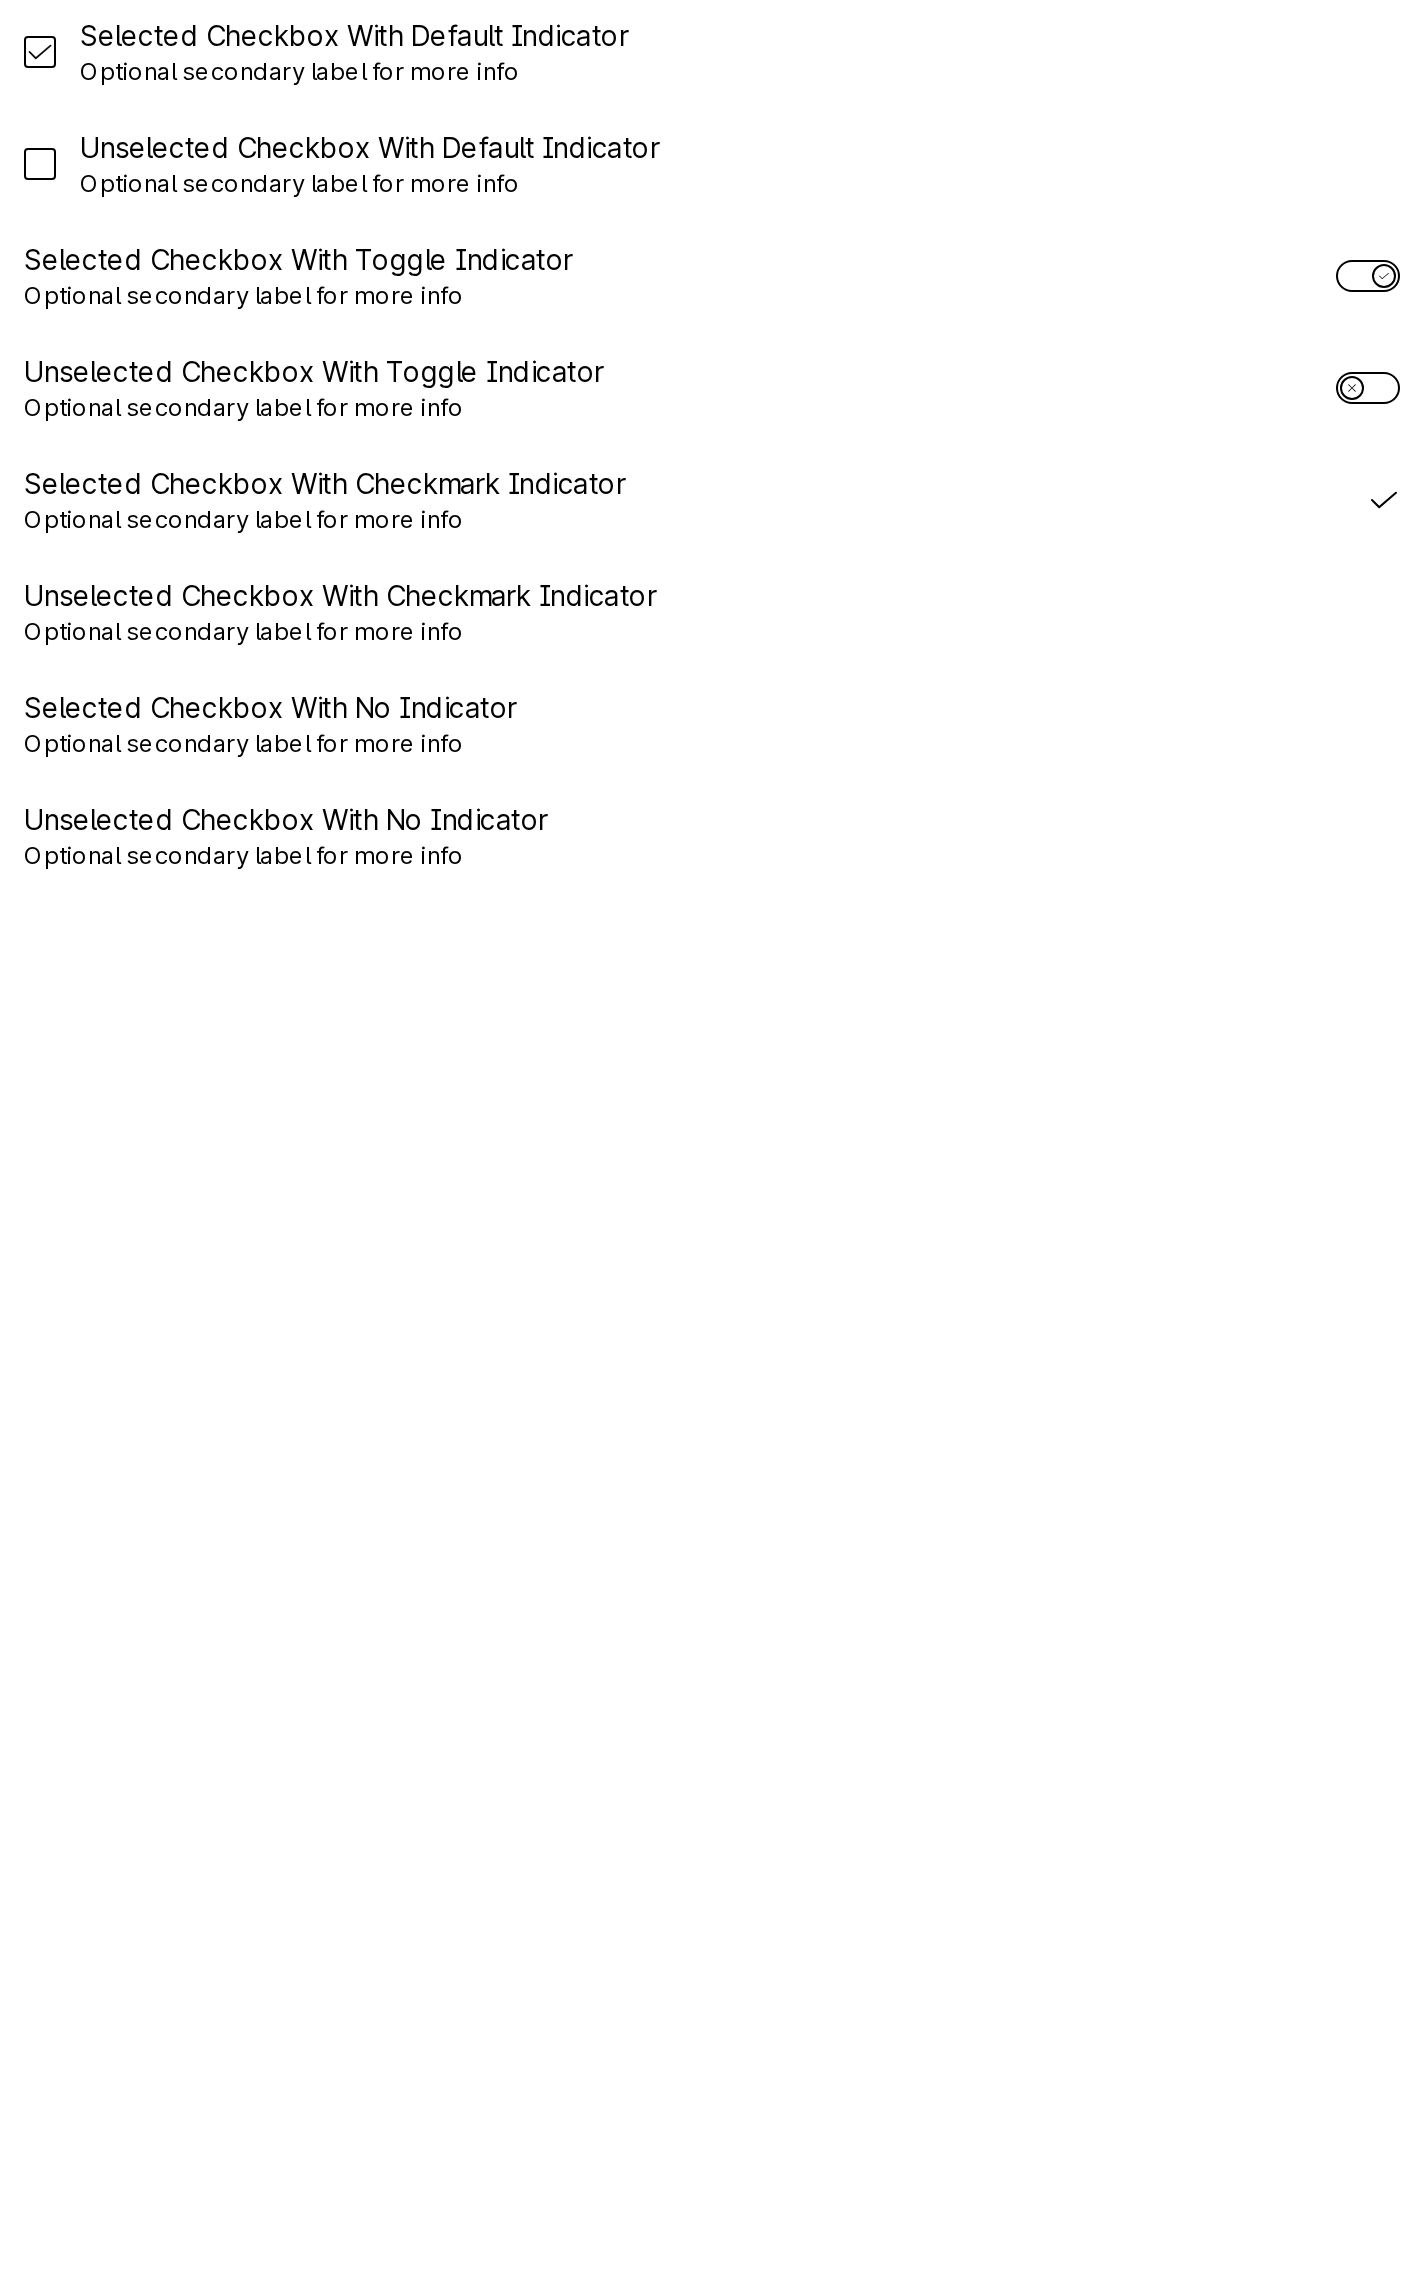 Selected Checkbox With Default Indicator
Optional secondary label for more info
Unselected Checkbox With Default Indicator
Optional secondary label for more info
Selected Checkbox With Toggle Indicator
Optional secondary label for more info
Unselected Checkbox With Toggle Indicator
Optional secondary label for more info
Selected Checkbox With Checkmark Indicator
Optional secondary label for more info
Unselected Checkbox With Checkmark Indicator
Optional secondary label for more info
Selected Checkbox With No Indicator
Optional secondary label for more info
Unselected Checkbox With No Indicator
Optional secondary label for more info